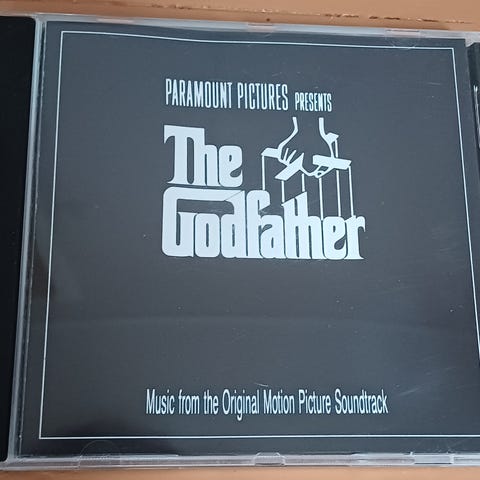 PARAMOUNT PICTURES PRESENTS
The
Godfather
Music from the Original Motion Picture Soundtrack